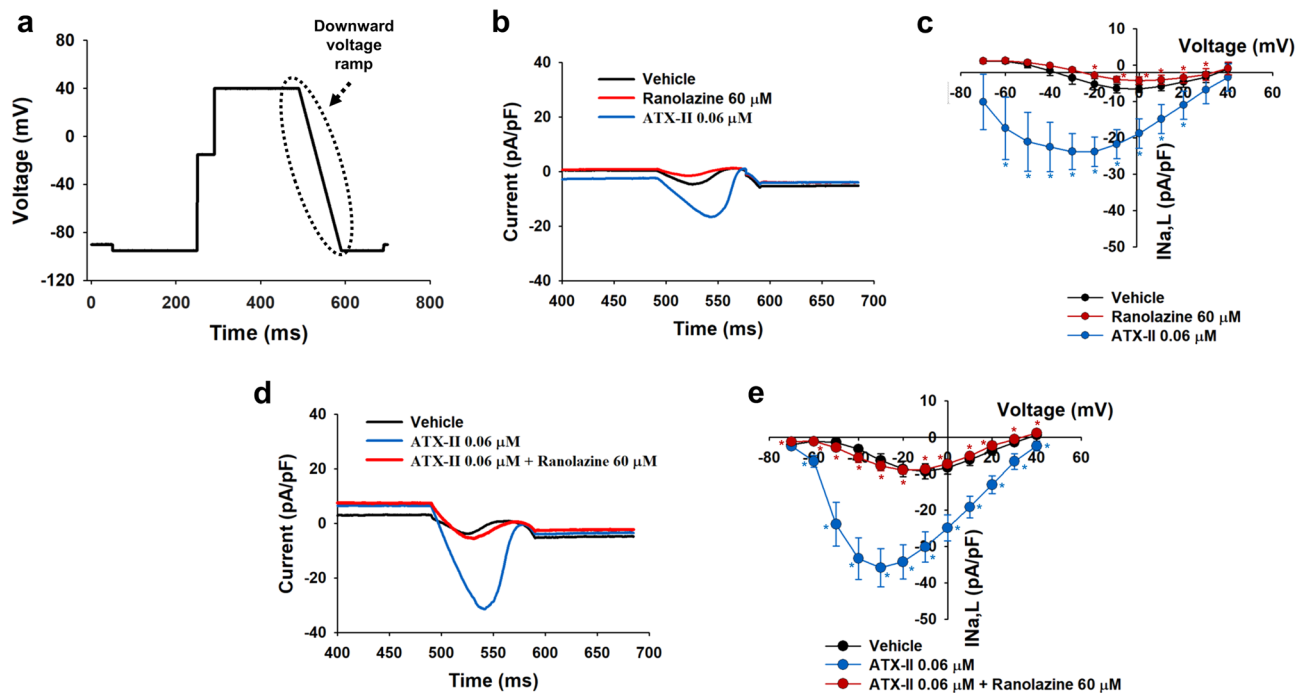 a
Downward
voltage
ramp
80
40
0
-40
-80
-120
Voltage (mV)
0 200 400 600 800
Time (ms)
b
40
20
0
-20
-40
Current (pA/pF)
Vehicle
Ranolazine 60 μM
ATX-II 0.06 μM
400 450 500 550 600 650 700
Time (ms)
c
Voltage (mV)
10
0
-80 -60 -40 -20 0 20 40 60
-10
-20
-30
-40
-50
INa,L (pA/pF)
Vehicle
Ranolazine 60 μM
ATX-II 0.06 μM
d
40
20
0
-20
-40
Current (pA/pF)
Vehicle
ATX-II 0.06 μM
ATX-II 0.06 μM + Ranolazine 60 μM
400 450 500 550 600 650 700
Time (ms)
e
10
Voltage (mV)
0
-80 -60 -40 -20 0 20 40 60
-10
-20
-30
-40
-50
INa,L (pA/pF)
Vehicle
ATX-II 0.06 μM
ATX-II 0.06 μM + Ranolazine 60 μM